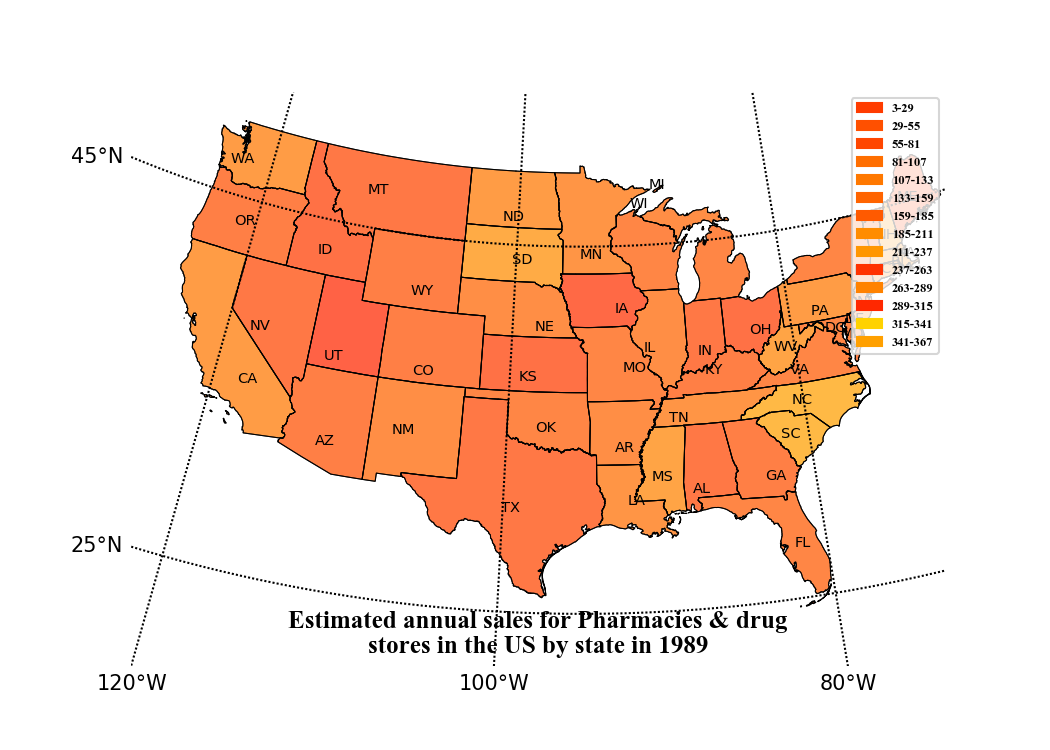 3-29
29-55
55-81
81-107
107-133
133-159
159-185
185-211
211-237
237-263
263-289
289-315
315-341
341-367
45°N
WA
MT
MI
WI
ND
OR
ID
SD
MN
WY
IA
PA
NV
NE
OH
DC
UT
IL
IN
WV
CO
KS
MO
KY
VA
CA
NC
AZ
NM
OK
TN
SC
AR
MS
GA
AL
LA
TX
25°N
FL
Estimated annual sales for Pharmacies & drug
stores in the US by state in 1989
120°W
100°W
80°W